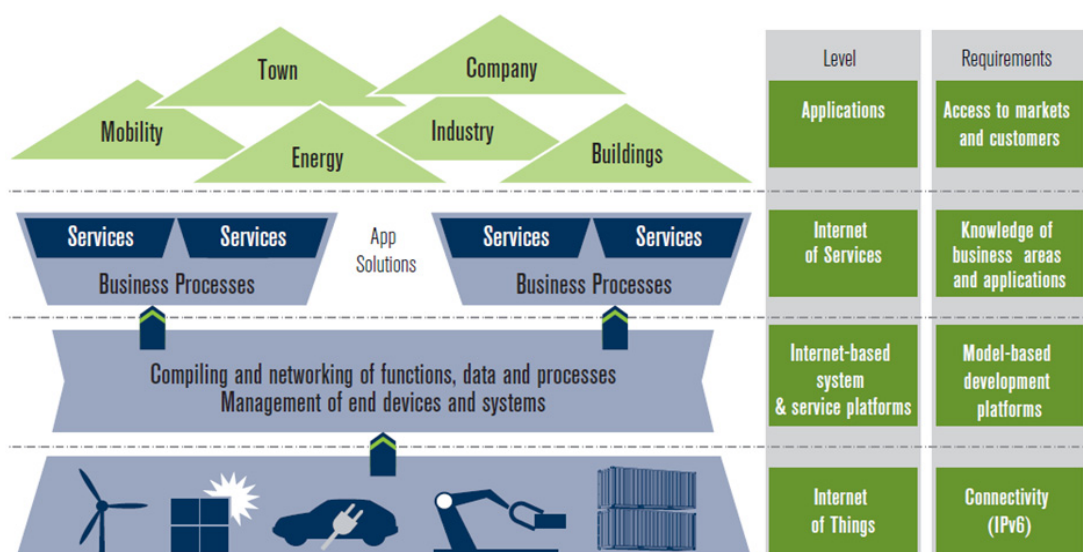 Town
Company
Mobility
Energy
Industry
Buildings
Level
Requirements
Applications
Access to markets
and customers
Services
Services
Business Processes
App
Solutions
Services
Services
Business Processes
Internet
of Services
Knowledge of
business areas
and applications
Compiling and networking of functions, data and processes
Management of end devices and systems
Internet-based
system
& service platforms
Model-based
development
platforms
Internet
of Things
Connectivity
(IPv6)